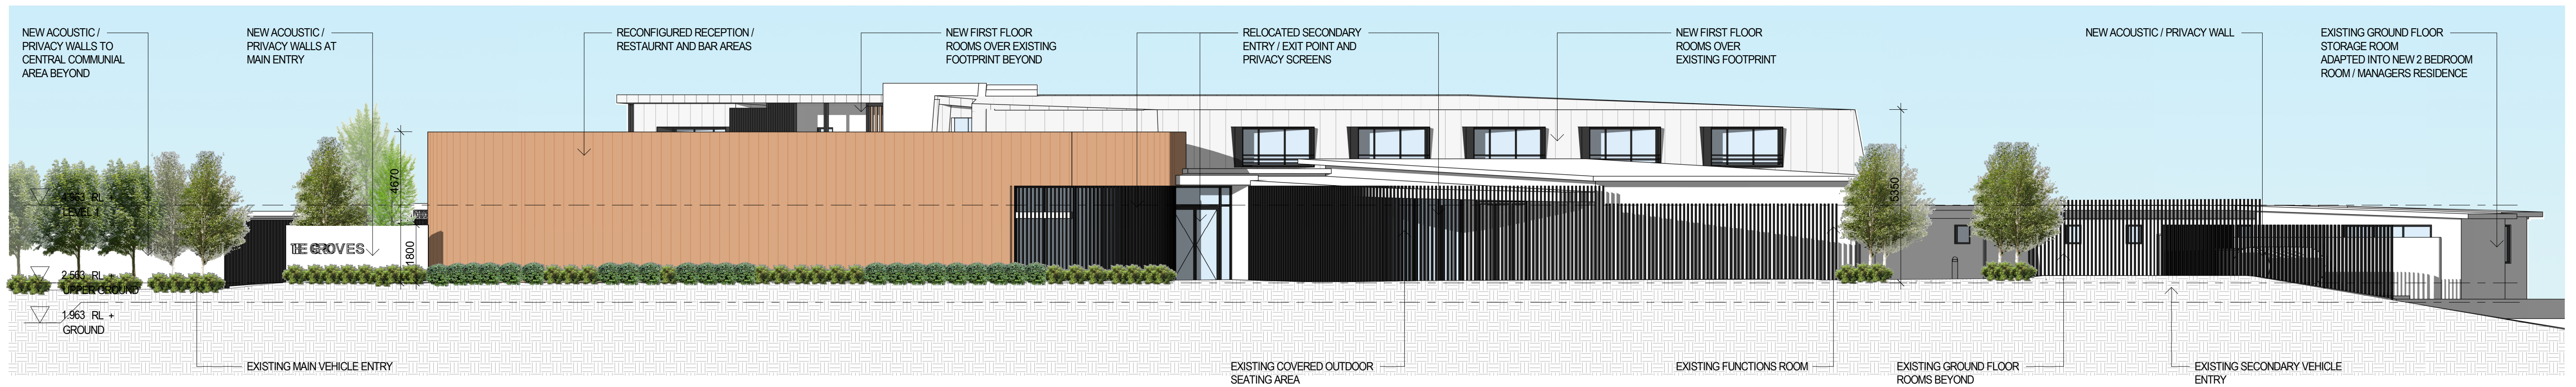 NEW ACOUSTIC /
PRIVACY WALLS TO
CENTRAL COMMUNIAL
AREA BEYOND
NEW ACOUSTIC /
PRIVACY WALLS AT
MAIN ENTRY
RECONFIGURED RECEPTION /
RESTAURNT AND BAR AREAS
NEW FIRST FLOOR
ROOMS OVER EXISTING
FOOTPRINT BEYOND
RELOCATED SECONDARY
ENTRY / EXIT POINT AND
PRIVACY SCREENS
NEW FIRST FLOOR
ROOMS OVER
EXISTING FOOTPRINT
NEW ACOUSTIC / PRIVACY WALL
EXISTING GROUND FLOOR
STORAGE ROOM
ADAPTED INTO NEW 2 BEDROOM
ROOM / MANAGERS RESIDENCE
4670
5350
RL +
LEVEL 1
THE GROVES
1800
2.563 RL +
UPPER GROUND
1.963 RL +
GROUND
EXISTING MAIN VEHICLE ENTRY
EXISTING COVERED OUTDOOR
SEATING AREA
EXISTING FUNCTIONS ROOM
EXISTING GROUND FLOOR
ROOMS BEYOND
EXISTING SECONDARY VEHICLE
ENTRY